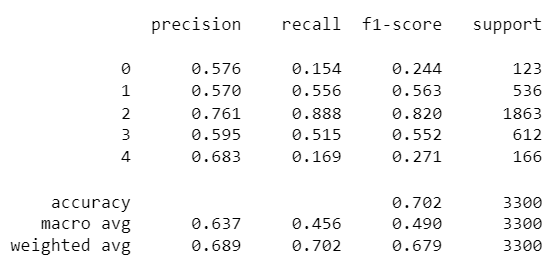 precision recall f1-score support
0 0.576 0.154 0.244 123
1 0.570 0.556 0.563 536
2 0.761 0.888 0.820 1863
3 0.595 0.515 0.552 612
4 0.683 0.169 0.271 166
accuracy 0.702 3300
macro avg 0.637 0.456 0.490 3300
weighted avg 0.689 0.702 0.679 3300